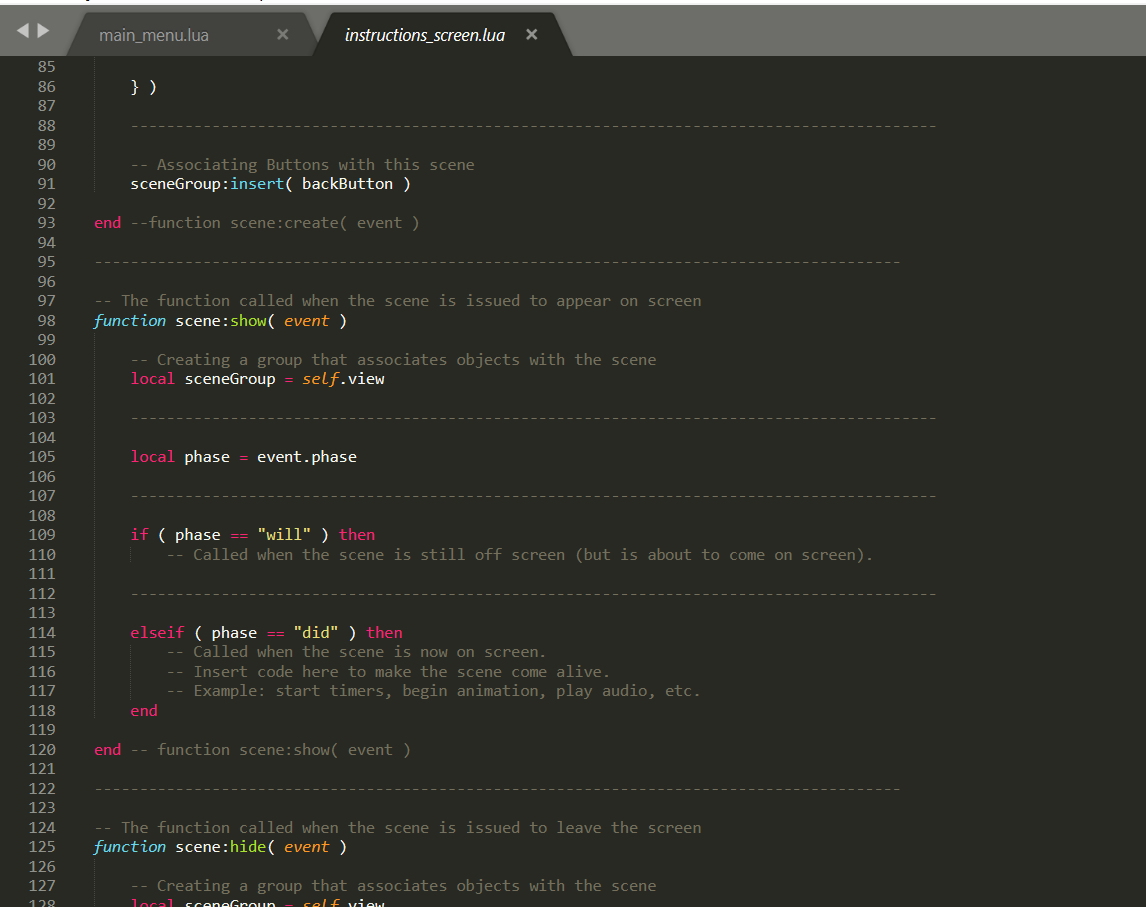 main_menu.lua × instructions_screen.lua ×
85
86 } )
87
88 -----------------------------------------------------------------------------------------
89
90 -- Associating Buttons with this scene
91 sceneGroup:insert( backButton )
92
93 end --function scene:create( event )
94
95 -----------------------------------------------------------------------------------------
96
97 -- The function called when the scene is issued to appear on screen
98 function scene:show( event )
99
100 -- Creating a group that associates objects with the scene
101 local sceneGroup = self.view
102
103 -----------------------------------------------------------------------------------------
104
105 local phase = event.phase
106
107 -----------------------------------------------------------------------------------------
108
109 if ( phase == "will" ) then
110 -- Called when the scene is still off screen (but is about to come on screen).
111
112 -----------------------------------------------------------------------------------------
113
114 elseif ( phase == "did" ) then
115 -- Called when the scene is now on screen.
116 -- Insert code here to make the scene come alive.
117 -- Example: start timers, begin animation, play audio, etc.
118 end
119
120 end -- function scene:show( event )
121
122 -----------------------------------------------------------------------------------------
123
124 -- The function called when the scene is issued to leave the screen
125 function scene:hide( event )
126
127 -- Creating a group that associates objects with the scene
128 local sceneGroup = self.view